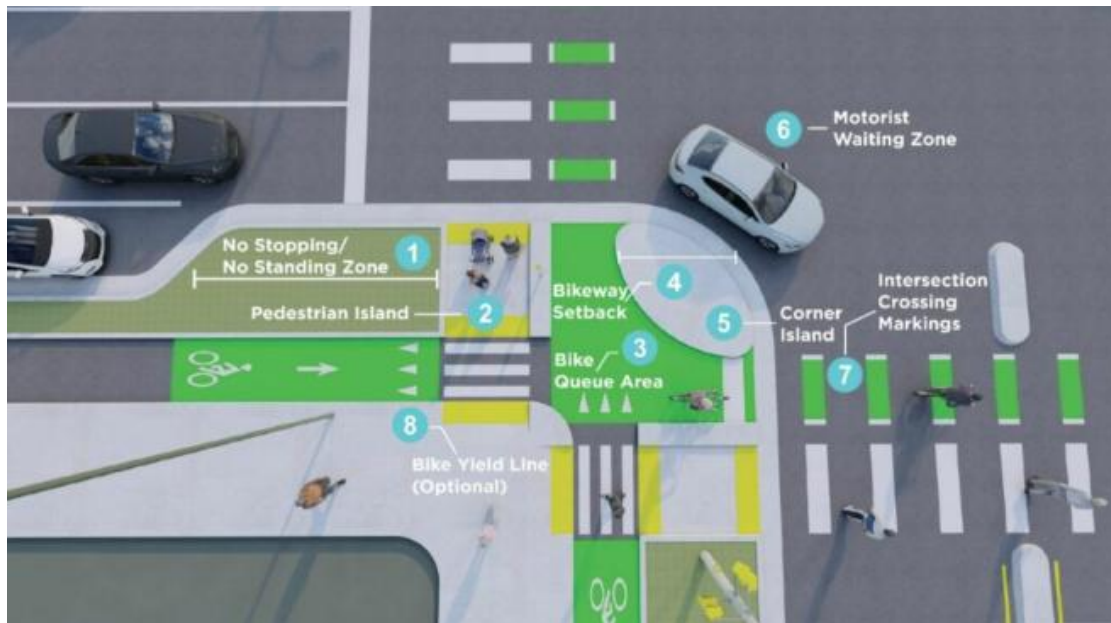 6
Motorist
Waiting Zone
1
No Stopping/
No Standing Zone
2
Pedestrian Island
4
Bikeway
Setback
5
Corner
Island
Intersection
Crossing
Markings
7
3
Bike
Queue Area
8
Bike Yield Line
(Optional)